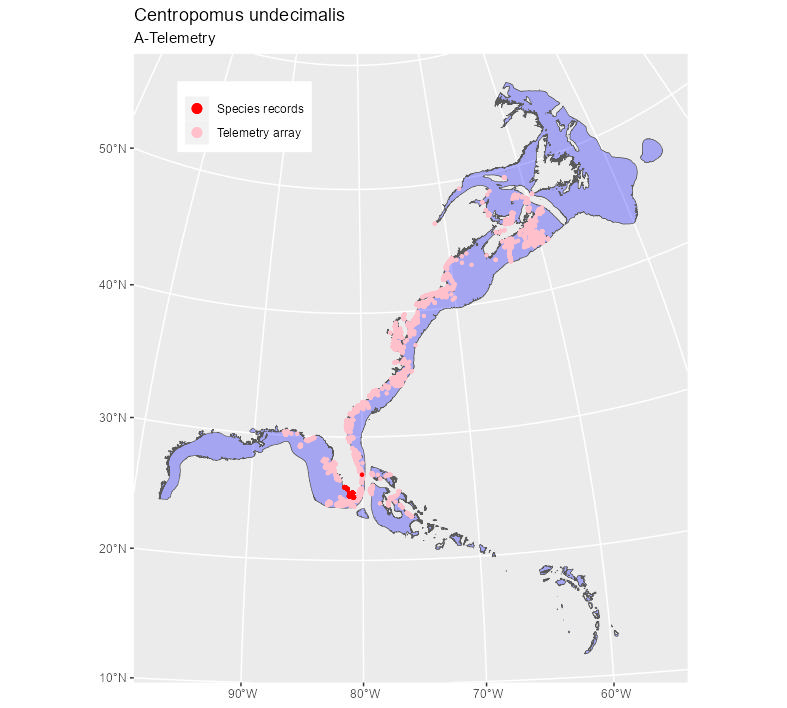 Centropomus undecimalis
A-Telemetry
Species records
Telemetry array
50°N
40°N
30°N
20°N
10°N
90°W
80°W
70°W
60°W